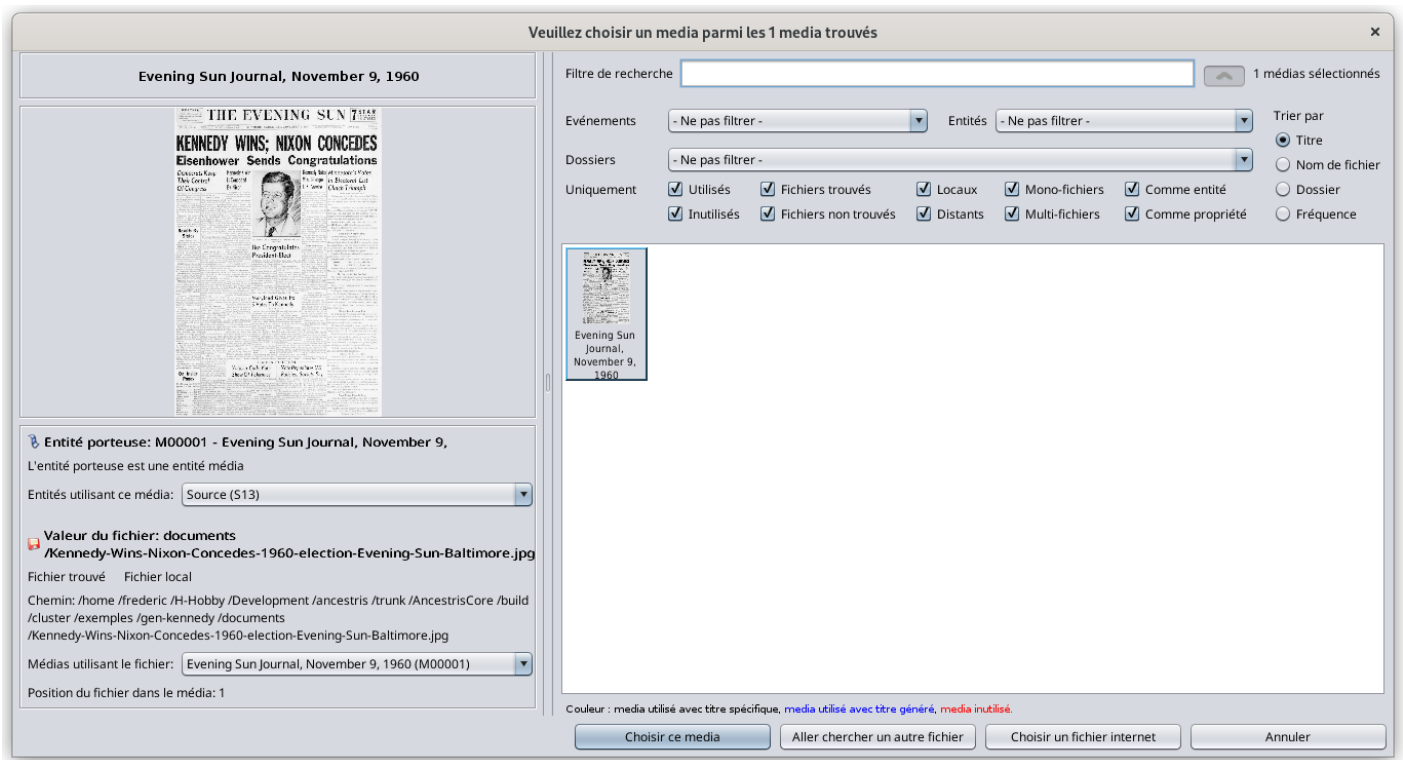 Veuillez choisir un media parmi les 1 media trouvés
Evening Sun Journal, November 9, 1960
THE EVENING SUN
KENNEDY WINS; NIXON CONCEDES
Eisenhower Sends Congratulations
Entité porteuse: M00001 - Evening Sun Journal, November 9,
L'entité porteuse est une entité média
Entités utilisant ce média: Source (S13)
Valeur du fichier: documents
/Kennedy-Wins-Nixon-Concedes-1960-election-Evening-Sun-Baltimore.jpg
Fichier trouvé Fichier local
Chemin: /home /frederic /H-Hobby /Development /ancestris /trunk /AncestrisCore /build
/cluster /exemples /gen-kennedy /documents
/Kennedy-Wins-Nixon-Concedes-1960-election-Evening-Sun-Baltimore.jpg
Médias utilisant le fichier: Evening Sun Journal, November 9, 1960 (M00001)
Position du fichier dans le média: 1
Filtre de recherche 1 médias sélectionnés
Evénements - Ne pas filtrer - Entités - Ne pas filtrer - Trier par
Titre
Dossiers - Ne pas filtrer - Nom de fichier
Uniquement Utilisés Fichiers trouvés Locaux Mono-fichiers Comme entité Dossier
Inutilisés Fichiers non trouvés Distants Multi-fichiers Comme propriété Fréquence
Evening Sun
Journal,
November 9,
1960
Couleur : media utilisé avec titre spécifique, media utilisé avec titre généré, media inutilisé.
Choisir ce media Aller chercher un autre fichier Choisir un fichier internet Annuler